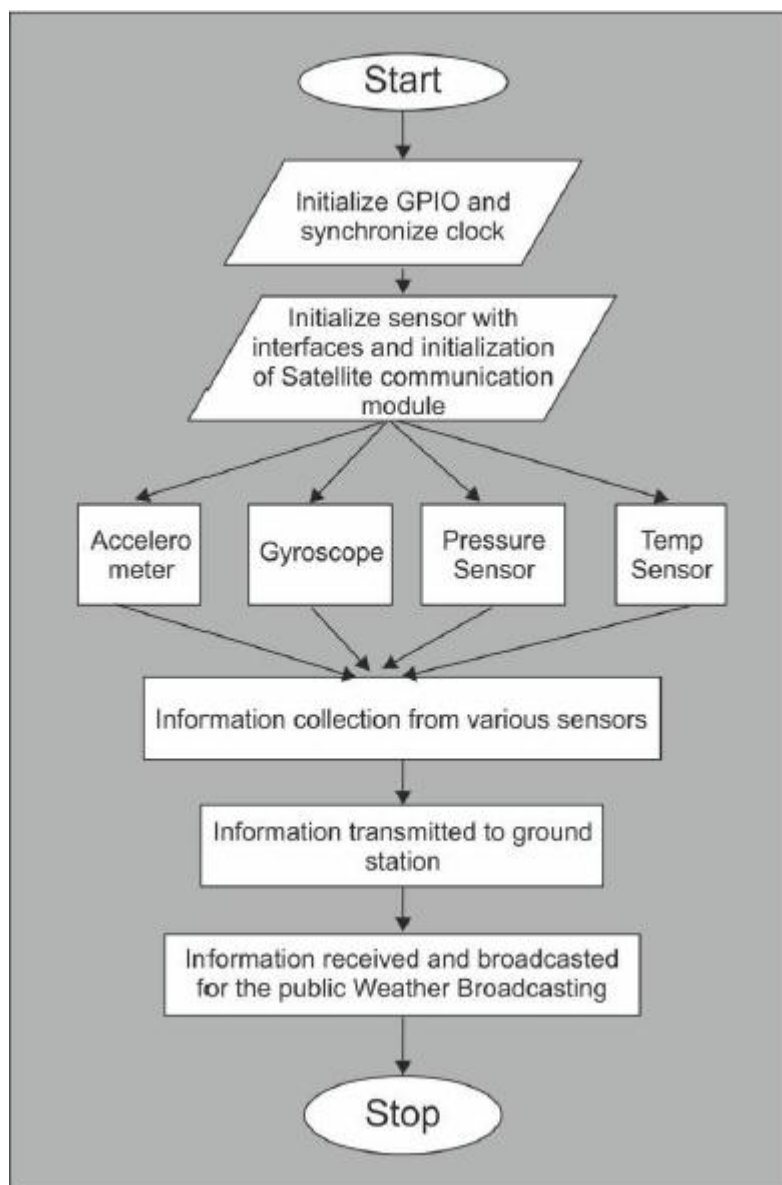 Start
Initialize GPIO and
synchronize clock
Initialize sensor with
interfaces and initialization
of Satellite communication
module
Accelero
meter
Gyroscope
Pressure
Sensor
Temp
Sensor
Information collection from various sensors
Information transmitted to ground
station
Information received and broadcasted
for the public Weather Broadcasting
Stop